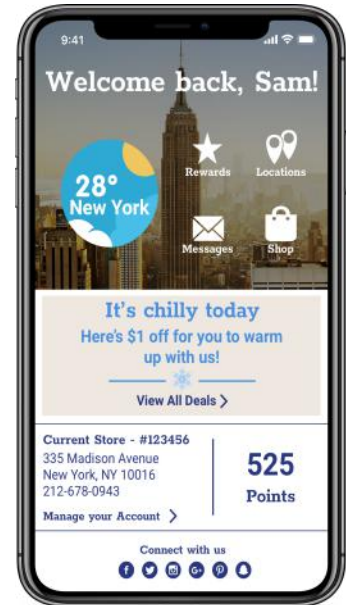 9:41
Welcome back, Sam!
28°
New York
Rewards
Locations
Messages
Shop
It's chilly today
Here's $1 off for you to warm
up with us!
View All Deals >
Current Store - #123456
335 Madison Avenue
New York, NY 10016
212-678-0943
Manage your Account >
525
Points
Connect with us